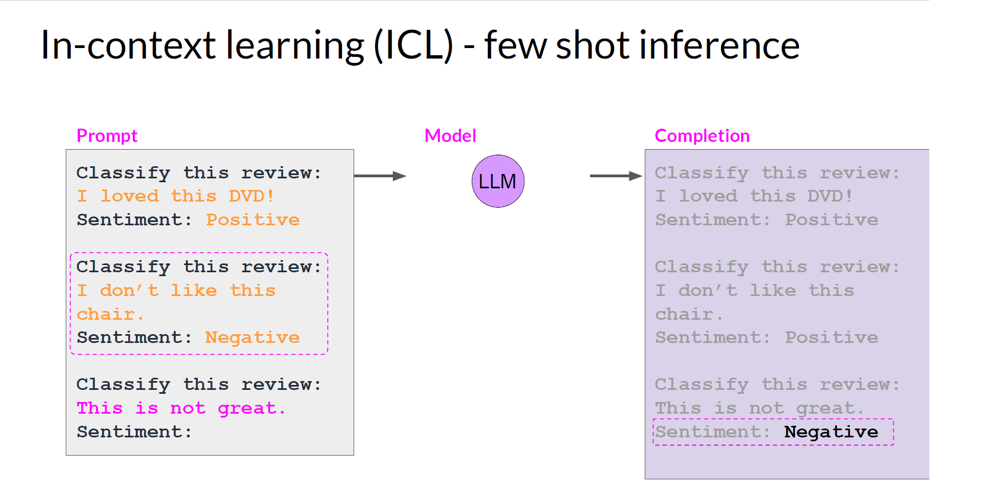 In-context learning (ICL) - few shot inference
Prompt
Classify this review:
I loved this DVD!
Sentiment: Positive
Classify this review:
I don’t like this
chair.
Sentiment: Negative
Classify this review:
This is not great.
Sentiment:
Model
LLM
Completion
Classify this review:
I loved this DVD!
Sentiment: Positive
Classify this review:
I don’t like this
chair.
Sentiment: Positive
Classify this review:
This is not great.
Sentiment: Negative